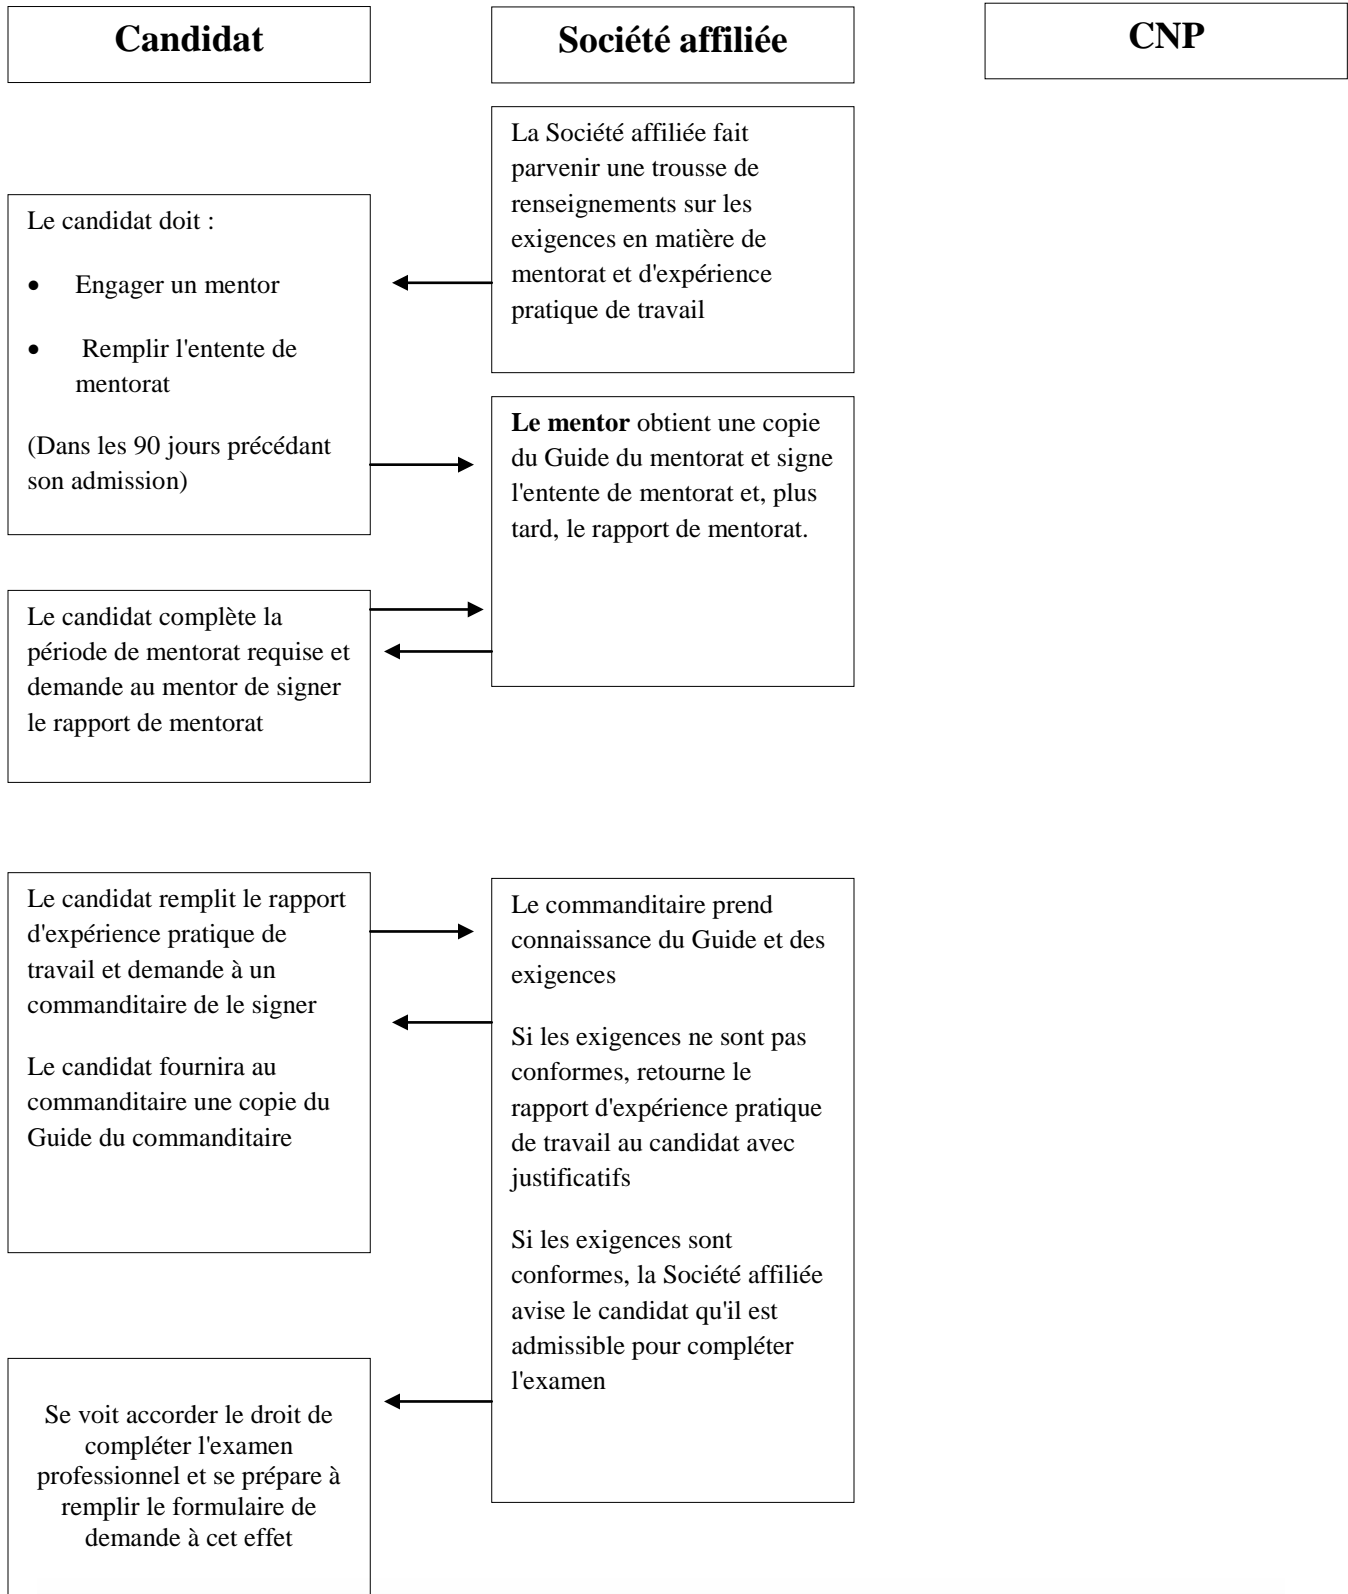 Candidat
Société affiliée
CNP
La Société affiliée fait
parvenir une trousse de
renseignements sur les
exigences en matière de
mentorat et d'expérience
pratique de travail
Le candidat doit :
• Engager un mentor
• Remplir l'entente de
mentorat
(Dans les 90 jours précédant
son admission)
Le mentor obtient une copie
du Guide du mentorat et signe
l'entente de mentorat et, plus
tard, le rapport de mentorat.
Le candidat complète la
période de mentorat requise et
demande au mentor de signer
le rapport de mentorat
Le candidat remplit le rapport
d'expérience pratique de
travail et demande à un
commanditaire de le signer
Le candidat fournira au
commanditaire une copie du
Guide du commanditaire
Le commanditaire prend
connaissance du Guide et des
exigences
Si les exigences ne sont pas
conformes, retourne le
rapport d'expérience pratique
de travail au candidat avec
justificatifs
Si les exigences sont
conformes, la Société affiliée
avise le candidat qu'il est
admissible pour compléter
l'examen
Se voit accorder le droit de
compléter l'examen
professionnel et se prépare à
remplir le formulaire de
demande à cet effet